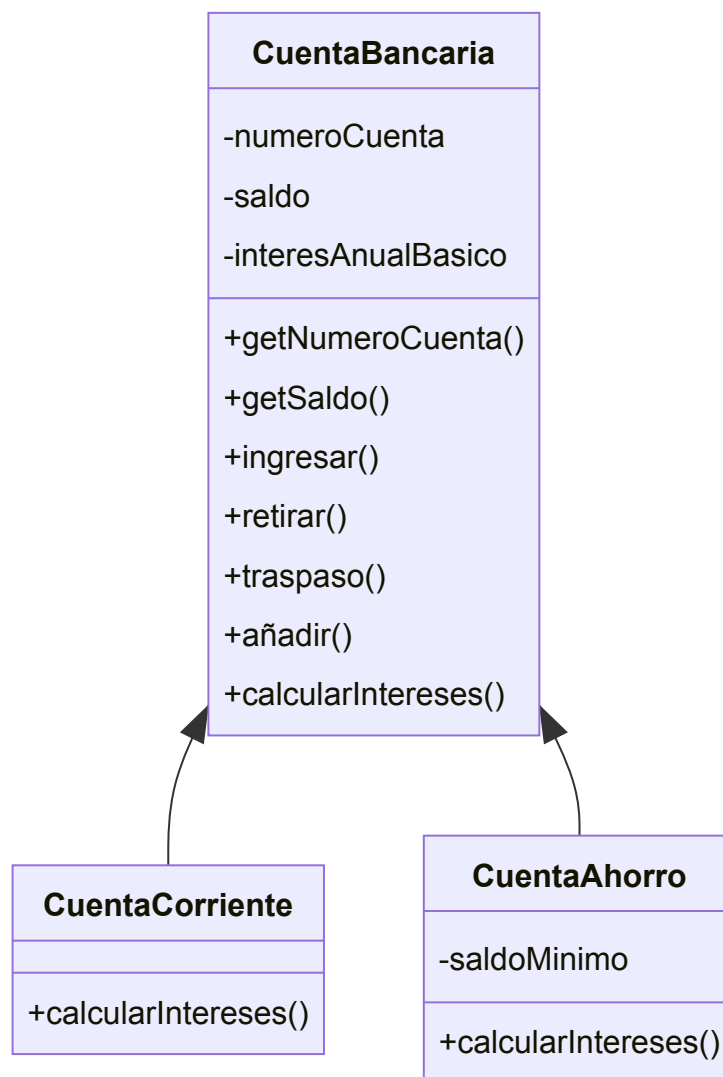 CuentaBancaria
-numeroCuenta
-saldo
-interesAnualBasico
+getNumeroCuenta()
+getSaldo()
+ingresar()
+retirar()
+traspaso()
+añadir()
+calcularIntereses()
CuentaCorriente
+calcularIntereses()
CuentaAhorro
-saldoMinimo
+calcularIntereses()